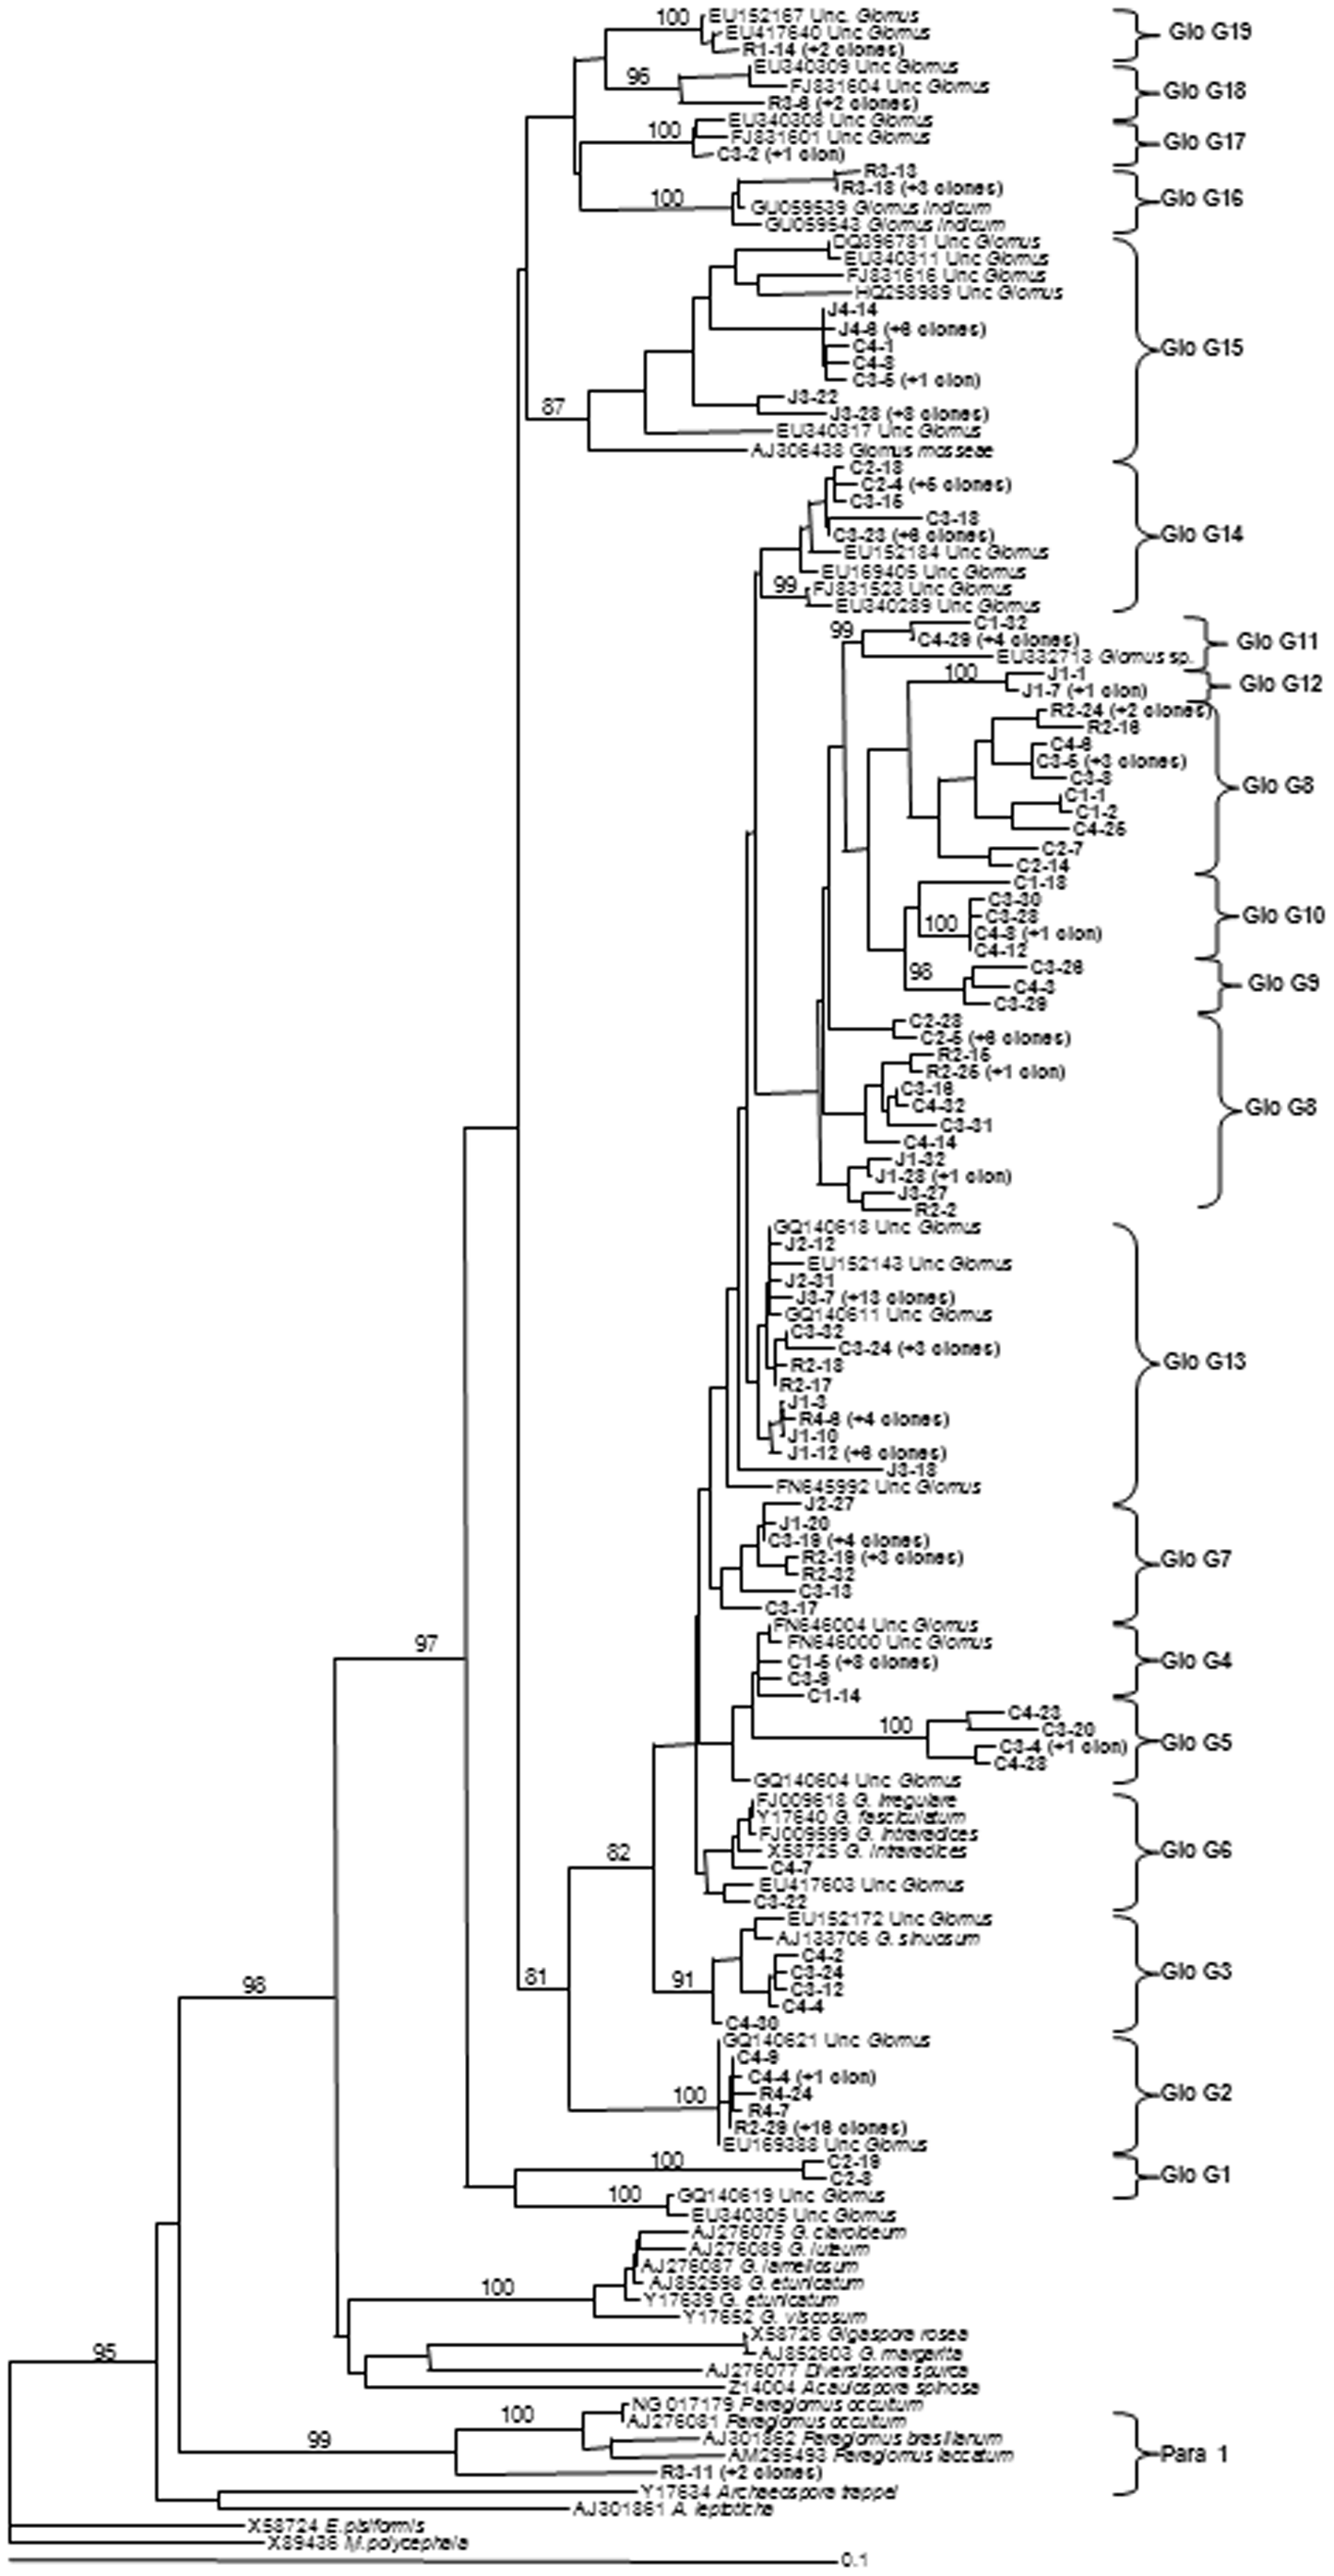 100
EU152167 Unc. Glomus
EU417640 Unc Glomus
R1-14 (+2 clones)
Glo G19
96
EU340309 Unc Glomus
FJ831604 Unc Glomus
R3-6 (+2 clones)
Glo G18
100
EU340308 Unc Glomus
FJ831601 Unc Glomus
C3-2 (+1 clon)
Glo G17
R3-13
R3-18 (+3 clones)
100
GU059539 Glomus indicum
GU059543 Glomus indicum
Glo G16
DQ396781 Unc Glomus
EU340311 Unc Glomus
FJ831616 Unc Glomus
HQ258989 Unc Glomus
J4-14
J4-6 (+6 clones)
C4-1
C4-8
C3-5 (+1 clon)
Glo G15
J3-22
87
J3-28 (+8 clones)
EU340317 Unc Glomus
AJ306438 Glomus mosseae
C2-18
C2-4 (+5 clones)
C3-15
C3-18
C3-23 (+6 clones)
Glo G14
EU152184 Unc Glomus
EU169405 Unc Glomus
99
FJ831523 Unc Glomus
EU340289 Unc Glomus
C1-32
99
C4-29 (+4 clones)
EU332713 Glomus sp.
Glo G11
100
J1-1
J1-7 (+1 clon)
Glo G12
R2-24 (+2 clones)
R2-16
C4-6
C3-5 (+3 clones)
C3-8
C1-1
C1-2
C4-25
C2-7
C2-14
Glo G8
C1-18
C3-30
C3-28
100
C4-8 (+1 clon)
C4-12
Glo G10
98
C3-26
C4-3
C3-29
Glo G9
C2-28
C2-5 (+6 clones)
R2-15
R2-25 (+1 clon)
C3-16
C4-32
C3-31
C4-14
J1-32
J1-28 (+1 clon)
J3-27
R2-2
Glo G8
GQ140618 Unc Glomus
J2-12
EU152143 Unc Glomus
J2-31
J3-7 (+13 clones)
GQ140611 Unc Glomus
C3-32
C3-24 (+3 clones)
R2-18
R2-17
J1-3
R4-6 (+4 clones)
J1-10
J1-12 (+6 clones)
J3-18
FN645992 Unc Glomus
Glo G13
J2-27
J1-20
C3-19 (+4 clones)
R2-19 (+3 clones)
R2-32
C3-13
C3-17
Glo G7
FN646004 Unc Glomus
FN646000 Unc Glomus
97
C1-5 (+8 clones)
C3-9
C1-14
Glo G4
100
C4-23
C3-20
C3-4 (+1 clon)
C4-28
Glo G5
GQ140604 Unc Glomus
FJ009618 G. irregulare
Y17640 G. fasciculatum
FJ009599 G. intraradices
X58725 G. intraradices
82
C4-7
EU417603 Unc Glomus
C3-22
Glo G6
EU152172 Unc Glomus
AJ133706 G. sinuosum
C4-2
C3-24
C3-12
C4-4
C4-30
81
91
98
Glo G3
GQ140621 Unc Glomus
C4-9
C4-4 (+1 clon)
R4-24
R4-7
R2-29 (+16 clones)
EU169388 Unc Glomus
100
Glo G2
100
C2-19
C2-8
Glo G1
100
GQ140619 Unc Glomus
EU340305 Unc Glomus
AJ276075 G. claroideum
AJ276089 G. luteum
AJ276087 G. lamellosum
AJ852598 G. etunicatum
100
Y17639 G. etunicatum
Y17652 G. viscosum
X58726 Gigaspora rosea
AJ852603 G. margarita
AJ276077 Diversispora spurca
Z14004 Acaulospora spinosa
95
NG 017179 Paraglomus occultum
100
AJ276081 Paraglomus occultum
AJ301862 Paraglomus brasilianum
AM295493 Paraglomus laccatum
99
R3-11 (+2 clones)
Para 1
Y17634 Archaeospora trappei
AJ301861 A. leptoticha
X58724 E.pisiformis
X89436 M.polycephala
0.1